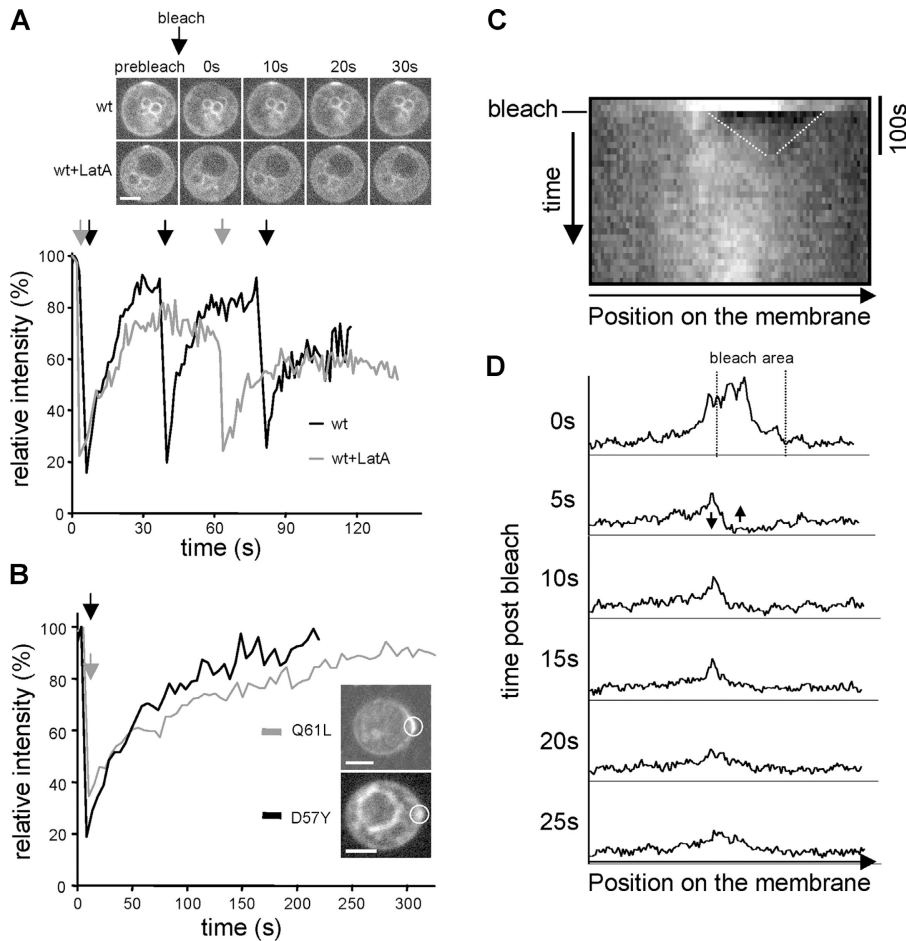 A
bleach
prebleach 0s 10s 20s 30s
wt
wt+LatA
100
80
60
40
20
0
relative intensity (%)
wt
wt+LatA
0 30 60 90 120
time (s)
B
100
80
60
40
20
0
relative intensity (%)
Q61L
D57Y
0 50 100 150 200 250 300
time (s)
C
bleach
100s
time
Position on the membrane
D
bleach area
0s
5s
10s
15s
20s
25s
time post bleach
Position on the membrane